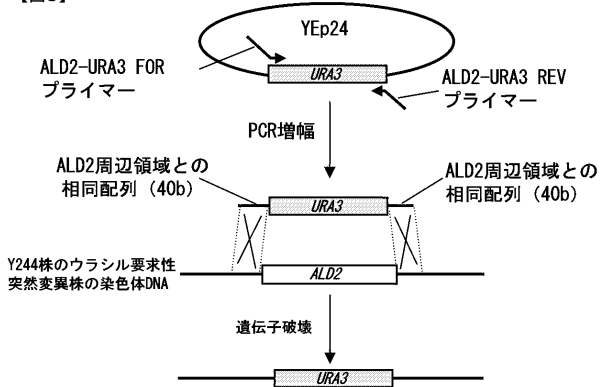 YEp24
ALD2-URA3 FOR
プライマー
URA3
ALD2-URA3 REV
プライマー
PCR増幅
ALD2周辺領域との
相同配列（40b）
ALD2周辺領域との
相同配列（40b）
URA3
Y244株のウラシル要求性
突然変異株の染色体DNA
ALD2
遺伝子破壊
URA3